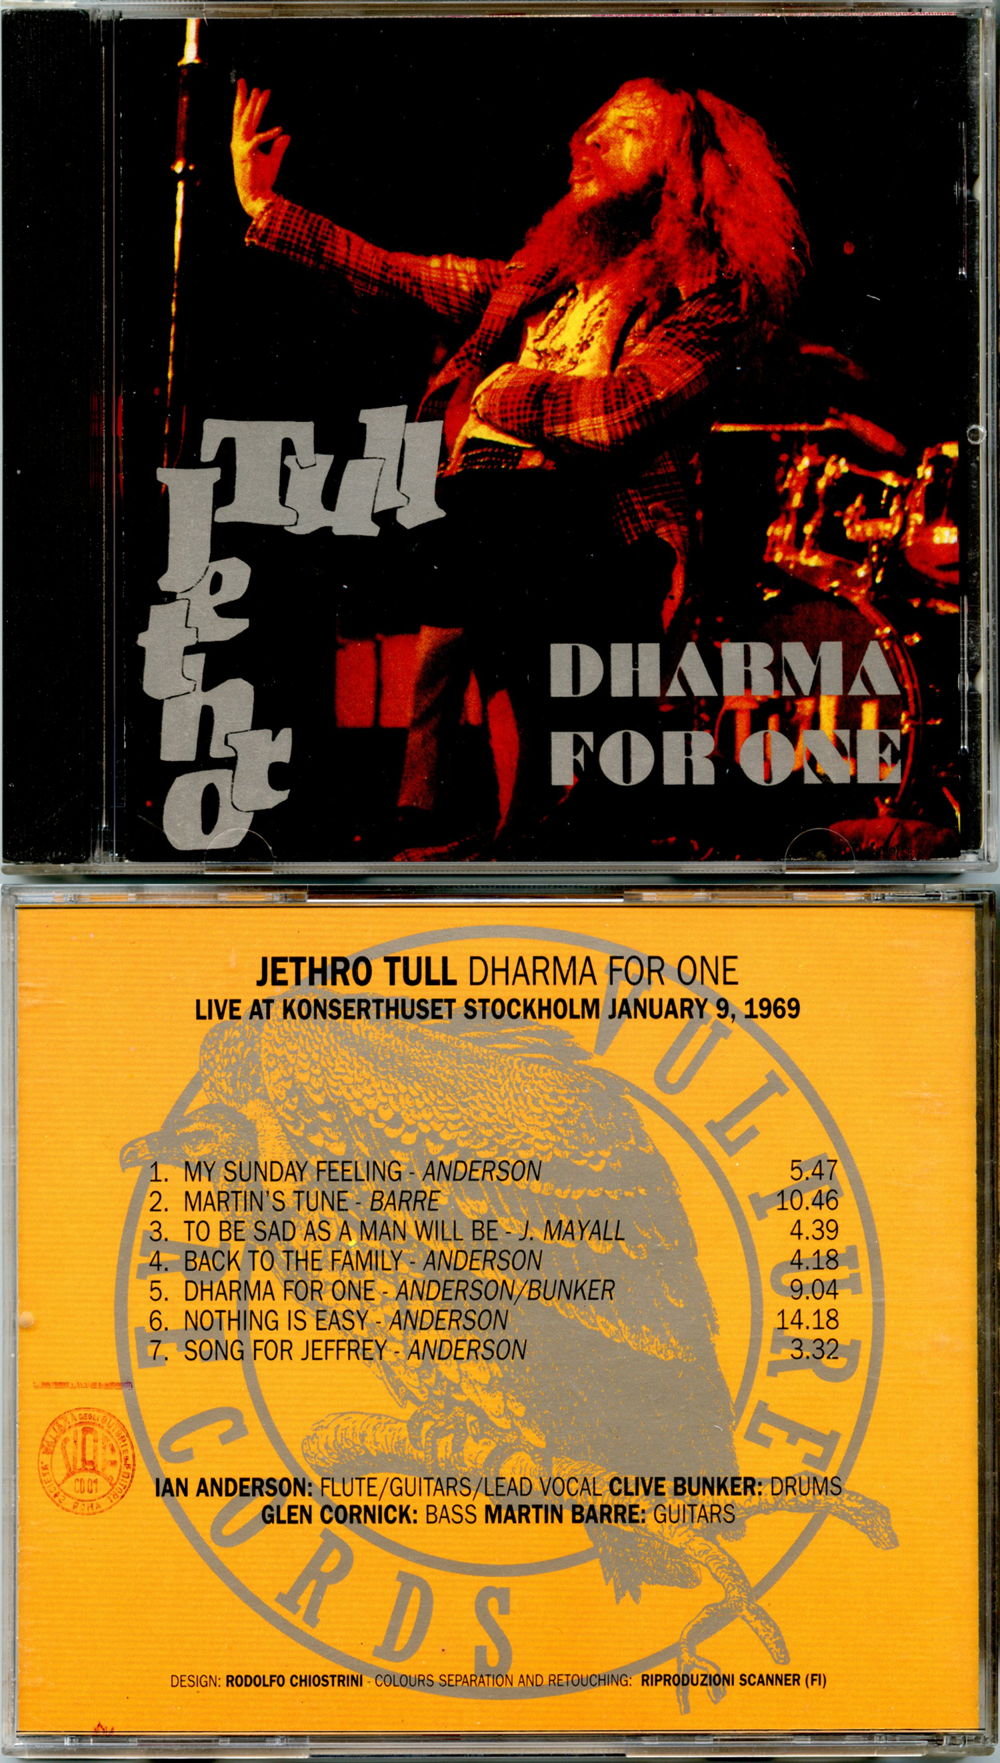 Jethro
Tull
DHARMA
FOR ONE
TULL
JETHRO TULL DHARMA FOR ONE
LIVE AT KONSERTHUSET STOCKHOLM JANUARY 9, 1969
1. MY SUNDAY FEELING - ANDERSON 5.47
2. MARTIN'S TUNE - BARRE 10.46
3. TO BE SAD AS A MAN WILL BE - J. MAYALL 4.39
4. BACK TO THE FAMILY - ANDERSON 4.18
5. DHARMA FOR ONE - ANDERSON/BUNKER 9.04
6. NOTHING IS EASY - ANDERSON 14.18
7. SONG FOR JEFFREY - ANDERSON 3.32
VULTURE RECORDS
IAN ANDERSON: FLUTE/GUITARS/LEAD VOCAL CLIVE BUNKER: DRUMS
GLEN CORNICK: BASS MARTIN BARRE: GUITARS
DESIGN: RODOLFO CHIOSTRINI - COLOURS SEPARATION AND RETOUCHING: RIPRODUZIONI SCANNER (FI)